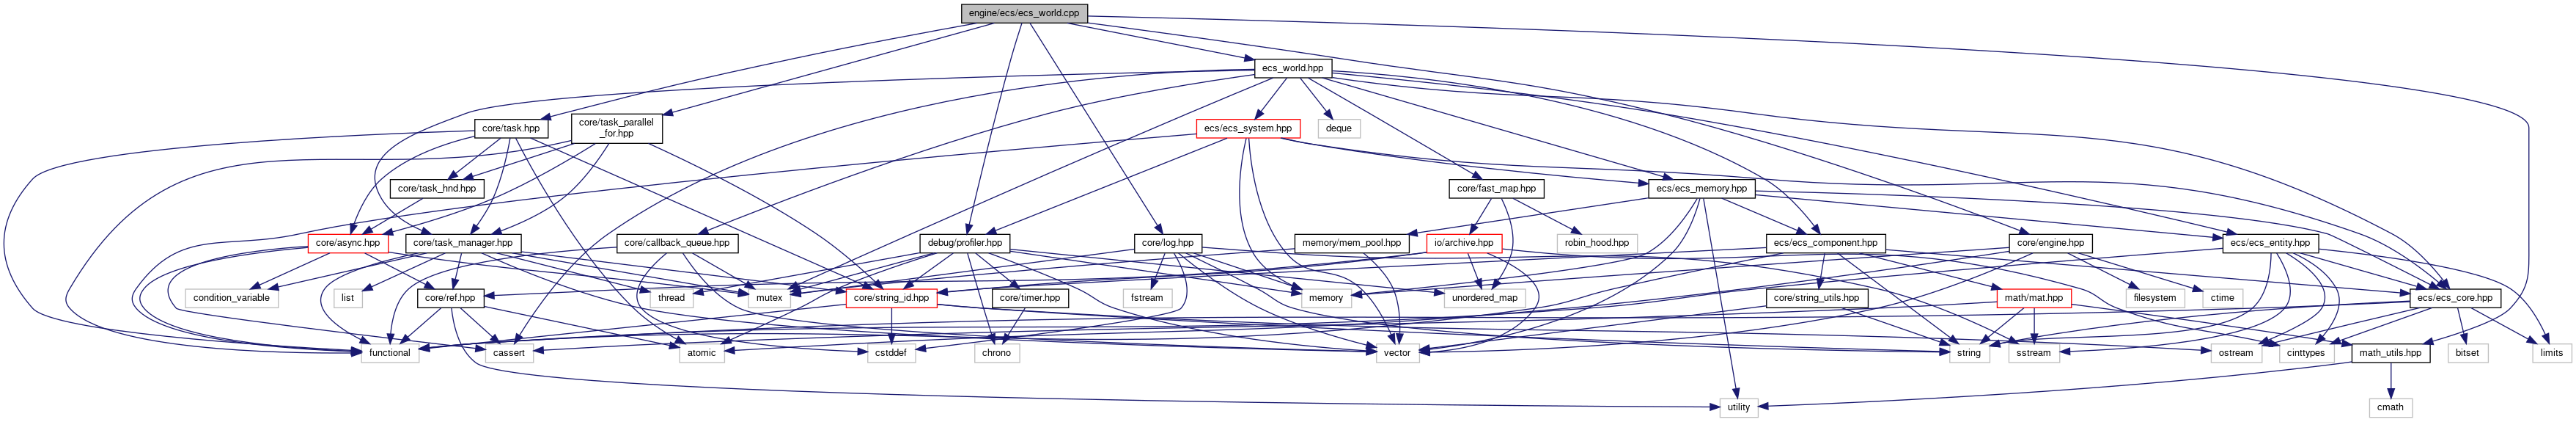 engine/ecs/ecs_world.cpp
ecs_world.hpp
core/task.hpp
core/task_parallel
_for.hpp
ecs/ecs_system.hpp
deque
core/task_hnd.hpp
core/fast_map.hpp
ecs/ecs_memory.hpp
core/async.hpp
core/task_manager.hpp
core/callback_queue.hpp
debug/profiler.hpp
core/log.hpp
memory/mem_pool.hpp
io/archive.hpp
robin_hood.hpp
ecs/ecs_component.hpp
core/engine.hpp
ecs/ecs_entity.hpp
condition_variable
list
core/ref.hpp
thread
mutex
core/string_id.hpp
core/timer.hpp
fstream
memory
unordered_map
core/string_utils.hpp
math/mat.hpp
filesystem
ctime
ecs/ecs_core.hpp
functional
cassert
atomic
cstddef
chrono
vector
string
sstream
ostream
cinttypes
math_utils.hpp
bitset
limits
utility
cmath